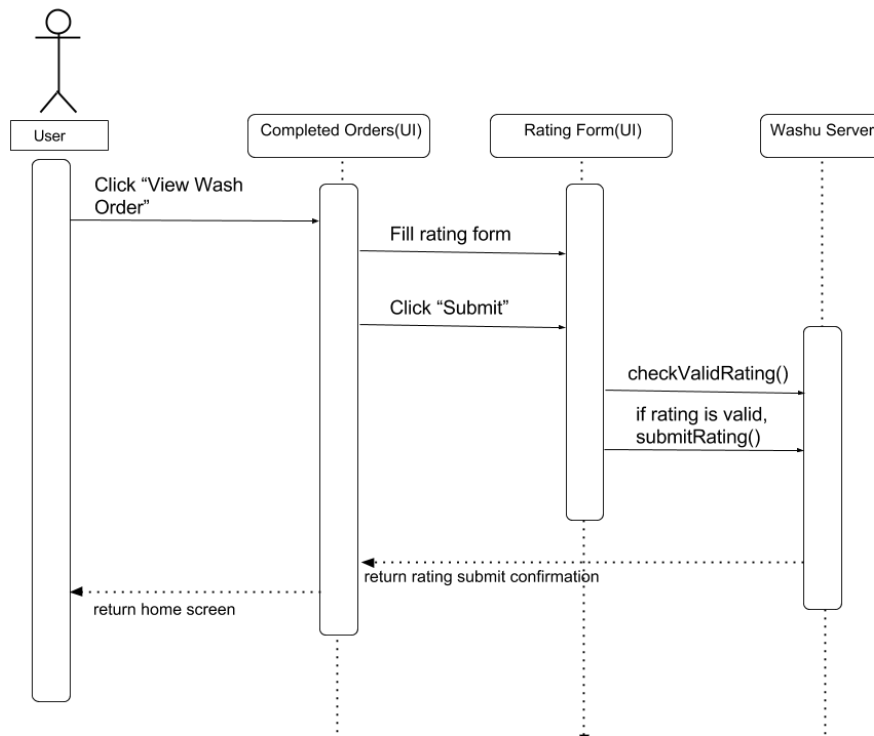 User
Completed Orders(UI)
Rating Form(UI)
Washu Server
Click “View Wash
Order”
Fill rating form
Click “Submit”
checkValidRating()
if rating is valid,
submitRating()
return rating submit confirmation
return home screen